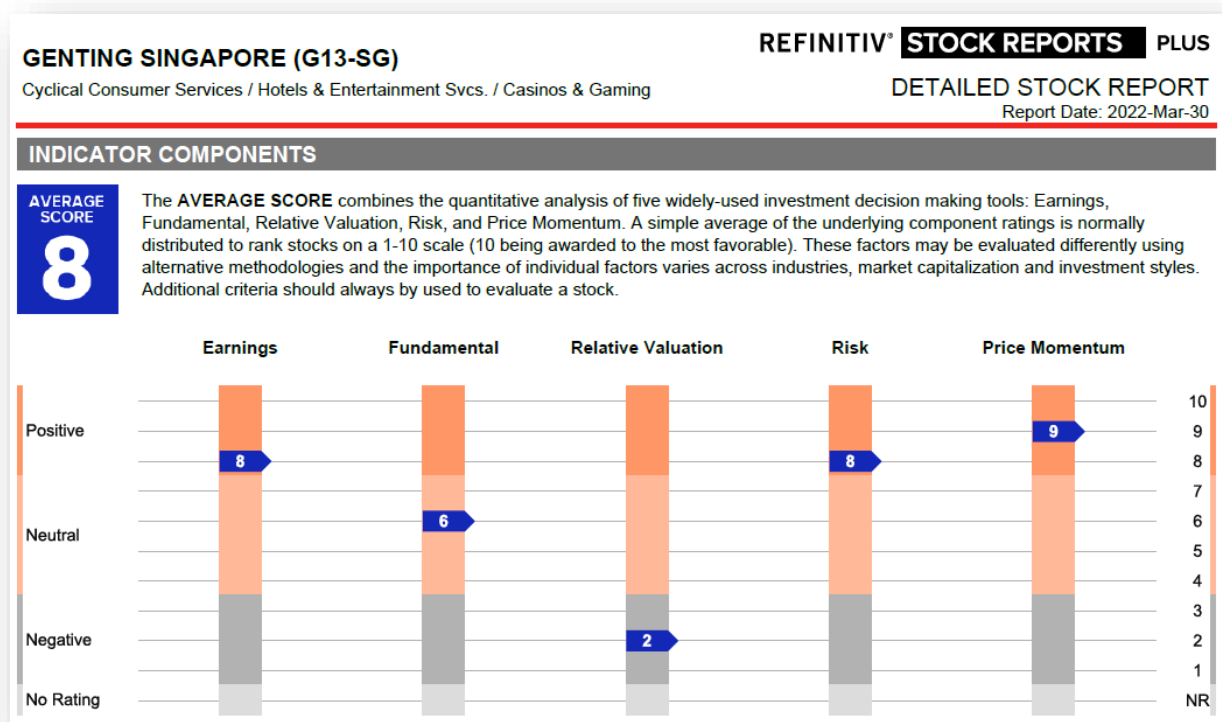 REFINITIV® STOCK REPORTS PLUS
GENTING SINGAPORE (G13-SG)
Cyclical Consumer Services / Hotels & Entertainment Svcs. / Casinos & Gaming
DETAILED STOCK REPORT
Report Date: 2022-Mar-30
INDICATOR COMPONENTS
AVERAGE
SCORE
8
The AVERAGE SCORE combines the quantitative analysis of five widely-used investment decision making tools: Earnings,
Fundamental, Relative Valuation, Risk, and Price Momentum. A simple average of the underlying component ratings is normally
distributed to rank stocks on a 1-10 scale (10 being awarded to the most favorable). These factors may be evaluated differently using
alternative methodologies and the importance of individual factors varies across industries, market capitalization and investment styles.
Additional criteria should always by used to evaluate a stock.
Earnings Fundamental Relative Valuation Risk Price Momentum
10
Positive 9 9
8 8 8
7
6 6
Neutral
5
4
3
Negative 2 2
1
No Rating NR